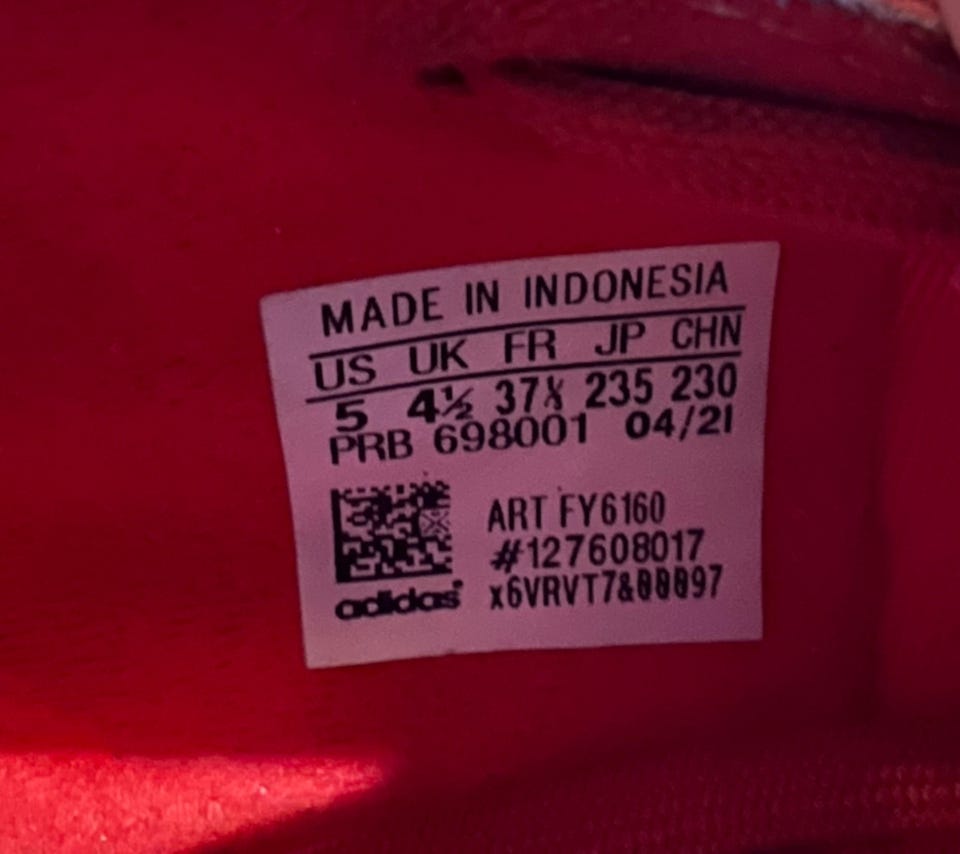 MADE IN INDONESIA
US UK FR JP CHN
5 4½ 37⅓ 235 230
PRB 698001 04/21
ART FY6160
#127608017
x6VRVT7&00097
adidas